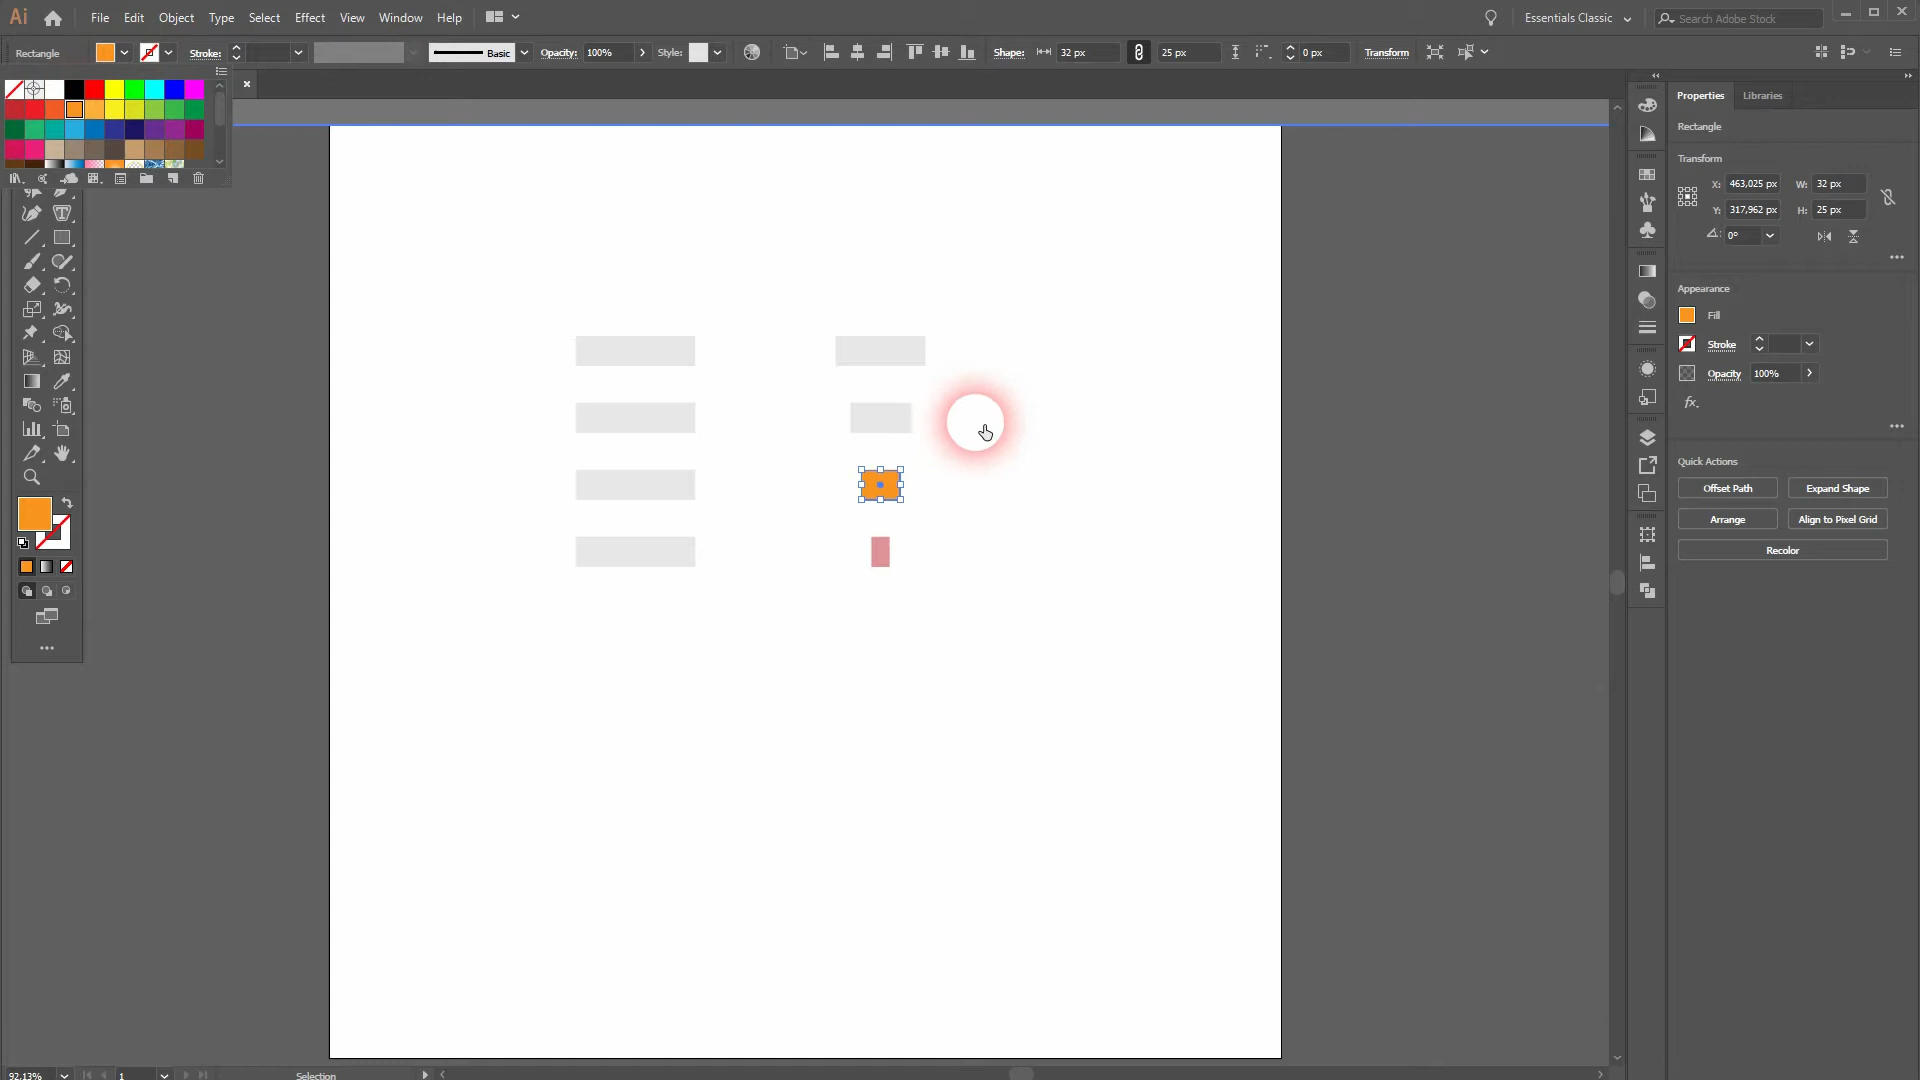 Ai File Edit Object Type Select Effect View Window Help Essentials Classic Search Adobe Stock
Rectangle Stroke: Basic Opacity: 100% Style: Shape: 32 px 25 px 0 px Transform
Properties Libraries
Rectangle
Transform
X: 463,025 px W: 32 px
Y: 317,962 px H: 25 px
0°
Appearance
Fill
Stroke
Opacity 100%
fx.
Quick Actions
Offset Path Expand Shape
Arrange Align to Pixel Grid
Recolor
92,13% 1 Selection